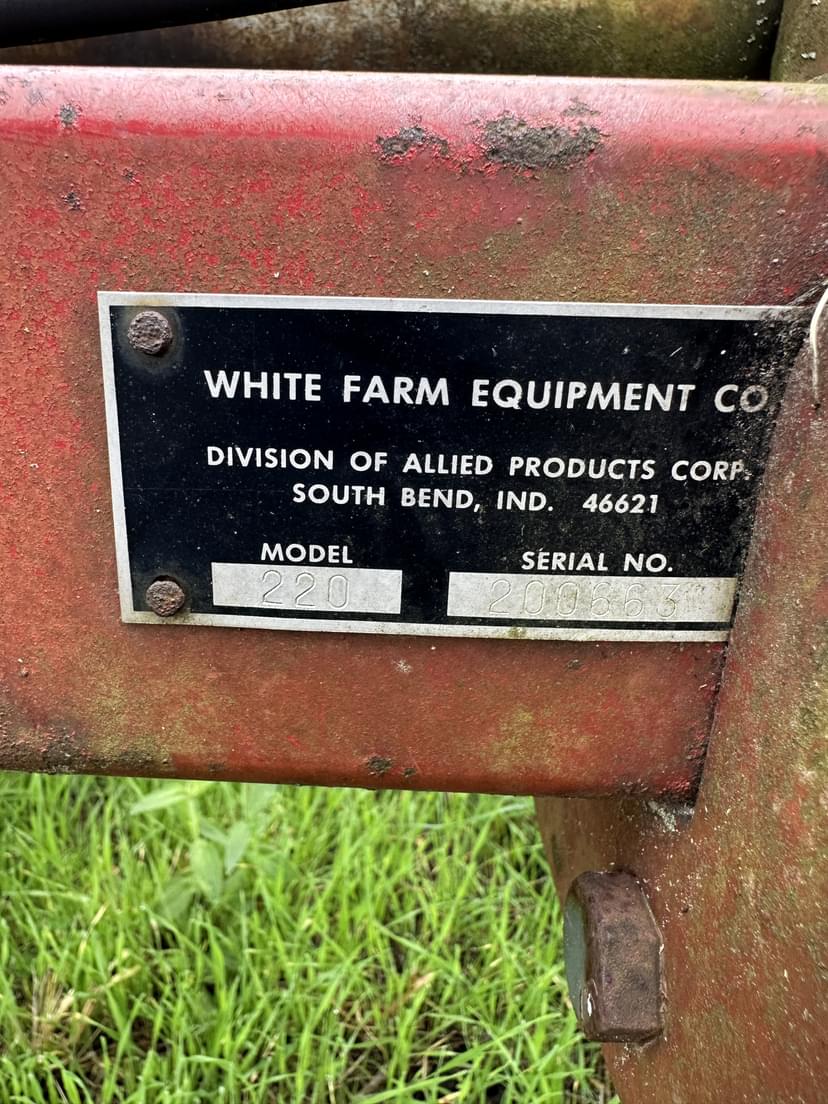 WHITE FARM EQUIPMENT CO
DIVISION OF ALLIED PRODUCTS CORP.
SOUTH BEND, IND. 46621
MODEL SERIAL NO.
220 200663